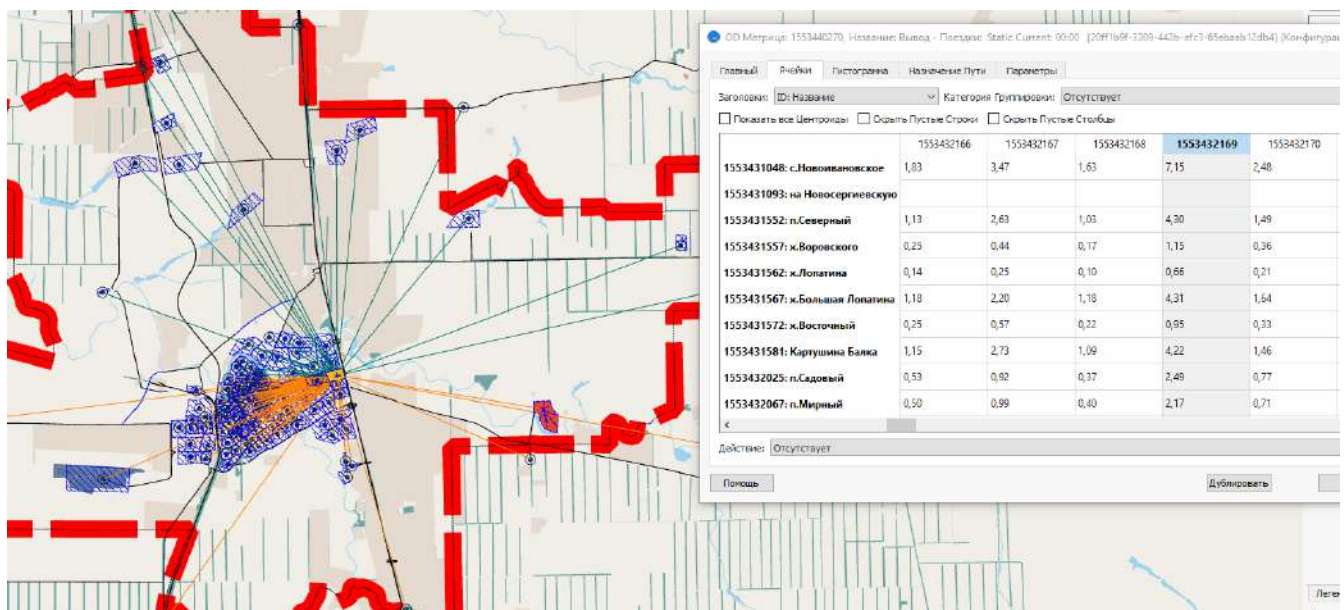 OD Матрица: 1553440270, Название: Вывод - Поездки: Static Current: 00:00
Главный Ячейки Гистограмма Назначение Пути Параметры
Заголовки: ID: Название Категория Группировки: Отсутствует
Показать все Центроиды Скрыть Пустые Строки Скрыть Пустые Столбцы
1553432166 1553432167 1553432168 1553432169 1553432170
1553431048: с.Новоивановское 1,83 3,47 1,63 7,15 2,48
1553431093: на Новосергиевскую
1553431552: п.Северный 1,13 2,63 1,03 4,30 1,49
1553431557: х.Воровского 0,25 0,44 0,17 1,15 0,36
1553431562: х.Лопатина 0,14 0,25 0,10 0,66 0,21
1553431567: х.Большая Лопатина 1,18 2,20 1,18 4,31 1,64
1553431572: х.Восточный 0,25 0,57 0,22 0,95 0,33
1553431581: Картушина Балка 1,15 2,73 1,09 4,22 1,46
1553432025: п.Садовый 0,53 0,92 0,37 2,49 0,77
1553432067: п.Мирный 0,50 0,99 0,40 2,17 0,71
Действие: Отсутствует
Помощь Дублировать